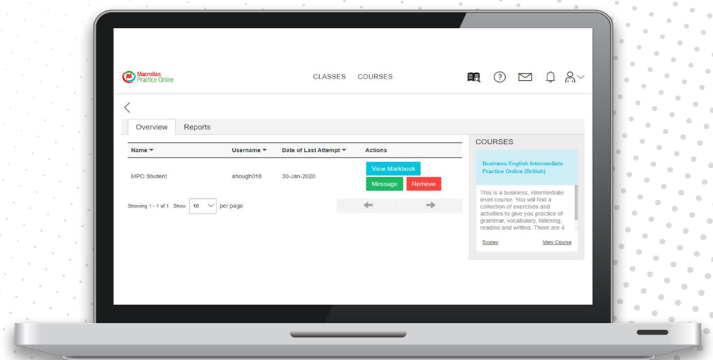 Macmillan
Practice Online
CLASSES COURSES
Overview Reports
Name Username Date of Last Attempt Actions
MPO Student ahough018 30-Jan-2020
View Markbook
Message Remove
Showing 1 - 1 of 1 Show 10 per page
COURSES
Business English Intermediate
Practice Online (British)
This is a business, intermediate
level course. You will find a
collection of exercises and
activities to give you practice of
grammar, vocabulary, listening,
reading and writing. There are 4
Scores View Course